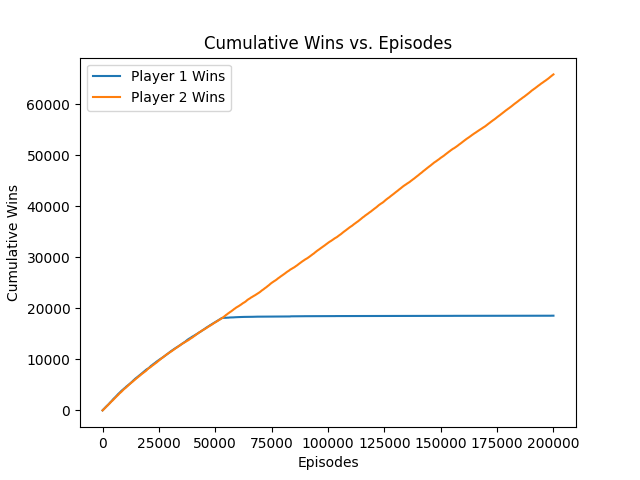 Cumulative Wins vs. Episodes
Player 1 Wins
Player 2 Wins
60000
50000
40000
30000
20000
10000
0
Cumulative Wins
0 25000 50000 75000 100000 125000 150000 175000 200000
Episodes